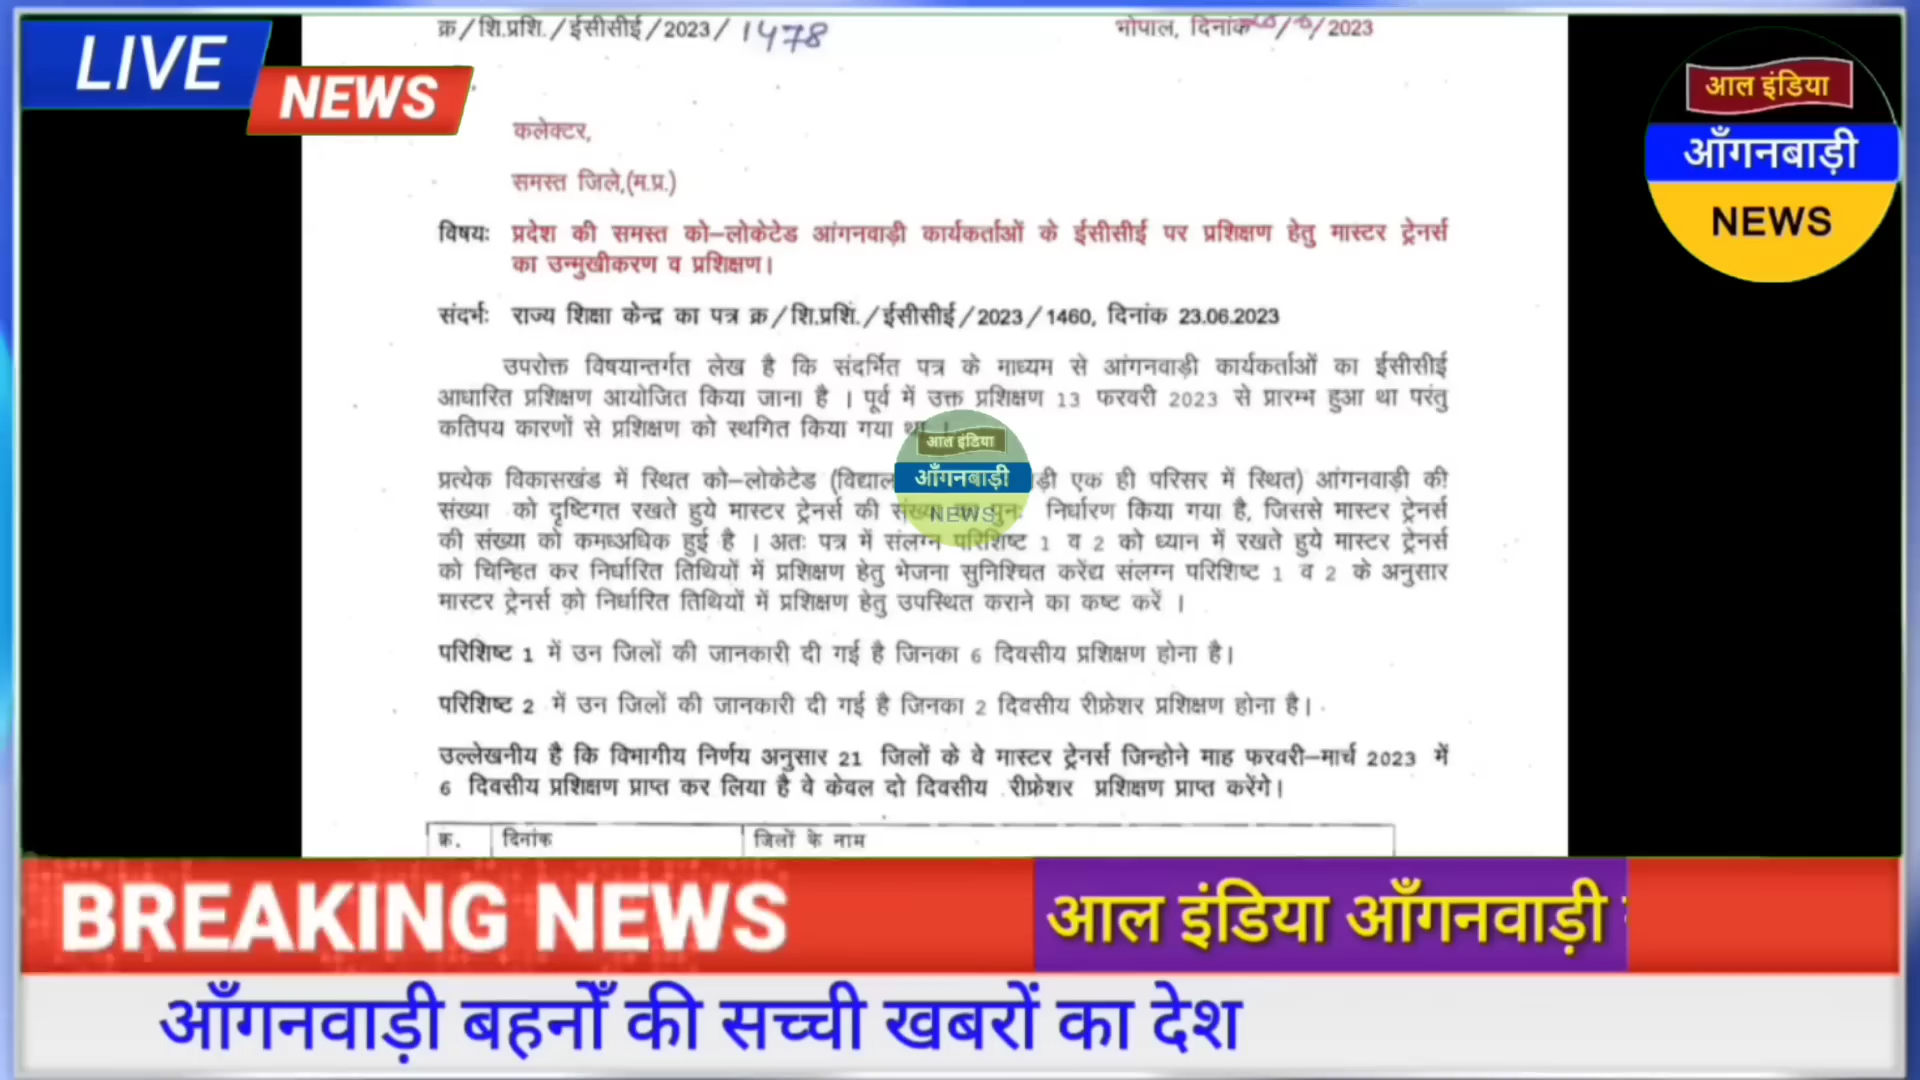 LIVE
NEWS
क्र/शि.प्रशि./ईसीसीई/2023/1478
भोपाल, दिनांक /6/2023
आल इंडिया
आँगनबाड़ी
NEWS
कलेक्टर,
समस्त जिले,(म.प्र.)
विषयः प्रदेश की समस्त को–लोकेटेड आंगनवाड़ी कार्यकर्ताओं के ईसीसीई पर प्रशिक्षण हेतु मास्टर ट्रेनर्स
का उन्मुखीकरण व प्रशिक्षण।
संदर्भः राज्य शिक्षा केन्द्र का पत्र क्र/शि.प्रशिं./ईसीसीई/2023/1460, दिनांक 23.06.2023
उपरोक्त विषयान्तर्गत लेख है कि संदर्भित पत्र के माध्यम से आंगनवाड़ी कार्यकर्ताओं का ईसीसीई
आधारित प्रशिक्षण आयोजित किया जाना है । पूर्व में उक्त प्रशिक्षण 13 फरवरी 2023 से प्रारम्भ हुआ था परंतु
कतिपय कारणों से प्रशिक्षण को स्थगित किया गया था ।
आल इंडिया
आँगनबाड़ी
NEWS
प्रत्येक विकासखंड में स्थित को–लोकेटेड (विद्याल ड़ी एक ही परिसर में स्थित) आंगनवाड़ी की
संख्या को दृष्टिगत रखते हुये मास्टर ट्रेनर्स की संख्या का पुनः निर्धारण किया गया है, जिससे मास्टर ट्रेनर्स
की संख्या को कमध्अधिक हुई है । अतः पत्र में संलग्न परिशिष्ट 1 व 2 को ध्यान में रखते हुये मास्टर ट्रेनर्स
को चिन्हित कर निर्धारित तिथियों में प्रशिक्षण हेतु भेजना सुनिश्चित करेंद्य संलग्न परिशिष्ट 1 व 2 के अनुसार
मास्टर ट्रेनर्स को निर्धारित तिथियों में प्रशिक्षण हेतु उपस्थित कराने का कष्ट करें ।
परिशिष्ट 1 में उन जिलों की जानकारी दी गई है जिनका 6 दिवसीय प्रशिक्षण होना है।
परिशिष्ट 2 में उन जिलों की जानकारी दी गई है जिनका 2 दिवसीय रीफ्रेशर प्रशिक्षण होना है।
उल्लेखनीय है कि विभागीय निर्णय अनुसार 21 जिलों के वे मास्टर ट्रेनर्स जिन्होने माह फरवरी–मार्च 2023 में
6 दिवसीय प्रशिक्षण प्राप्त कर लिया है वे केवल दो दिवसीय रीफ्रेशर प्रशिक्षण प्राप्त करेंगे।
क्र. दिनांक जिलों के नाम
BREAKING NEWS
आल इंडिया आँगनवाड़ी
आँगनवाड़ी बहनोँ की सच्ची खबरों का देश